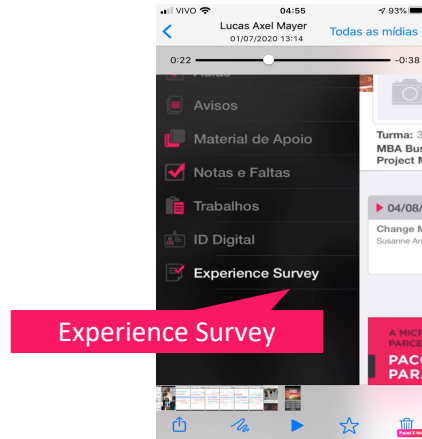 VIVO
04:55
93%
Lucas Axel Mayer
01/07/2020 13:14
Todas as mídias
0:22
-0:38
Avisos
Material de Apoio
Notas e Faltas
Trabalhos
ID Digital
Experience Survey
Turma: 3
MBA Bus
Project M
04/08/
Change M
Susanne An
A MICR
PARCE
PACO
PARA
Experience Survey